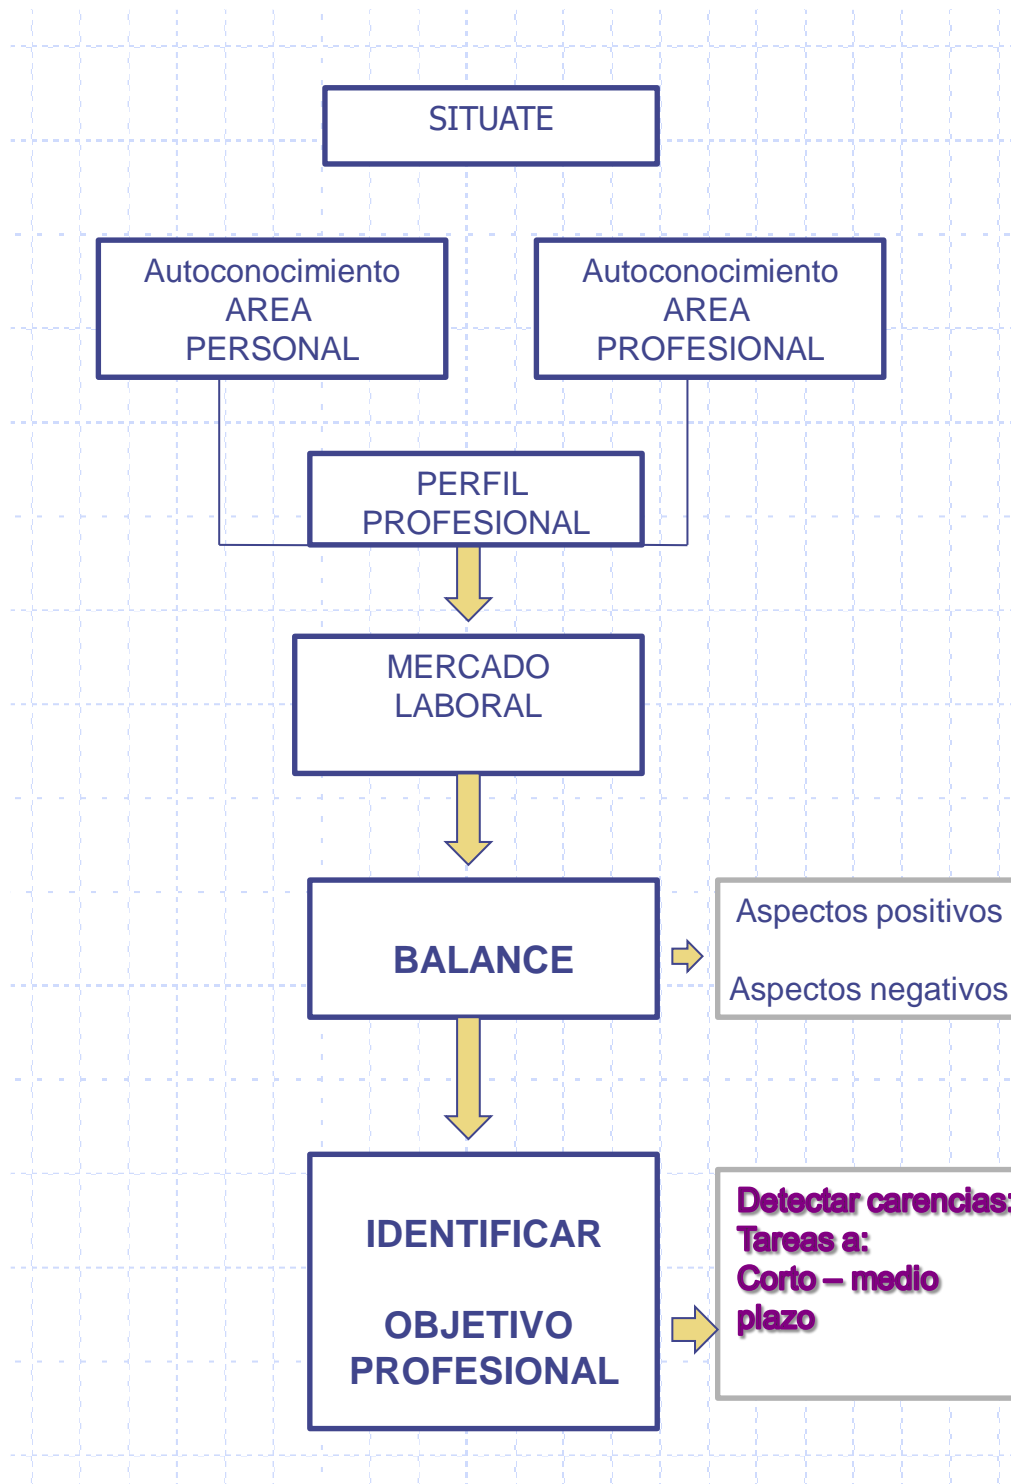 SITUATE
Autoconocimiento
AREA
PERSONAL
Autoconocimiento
AREA
PROFESIONAL
PERFIL
PROFESIONAL
MERCADO
LABORAL
BALANCE
Aspectos positivos
Aspectos negativos
IDENTIFICAR
OBJETIVO
PROFESIONAL
Detectar carencias:
Tareas a:
Corto – medio
plazo